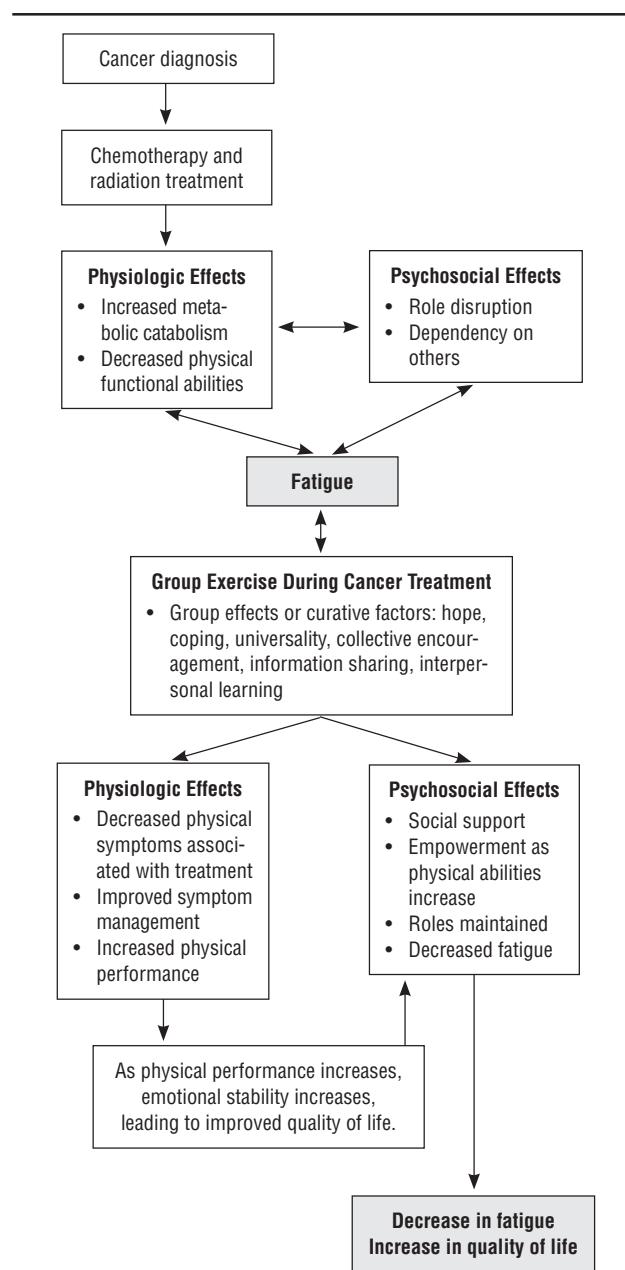 Cancer diagnosis
Chemotherapy and
radiation treatment
Physiologic Effects
• Increased meta-
bolic catabolism
• Decreased physical
functional abilities
Psychosocial Effects
• Role disruption
• Dependency on
others
Fatigue
Group Exercise During Cancer Treatment
• Group effects or curative factors: hope,
coping, universality, collective encour-
agement, information sharing, interper-
sonal learning
Physiologic Effects
• Decreased physical
symptoms associ-
ated with treatment
• Improved symptom
management
• Increased physical
performance
Psychosocial Effects
• Social support
• Empowerment as
physical abilities
increase
• Roles maintained
• Decreased fatigue
As physical performance increases,
emotional stability increases,
leading to improved quality of life.
Decrease in fatigue
Increase in quality of life